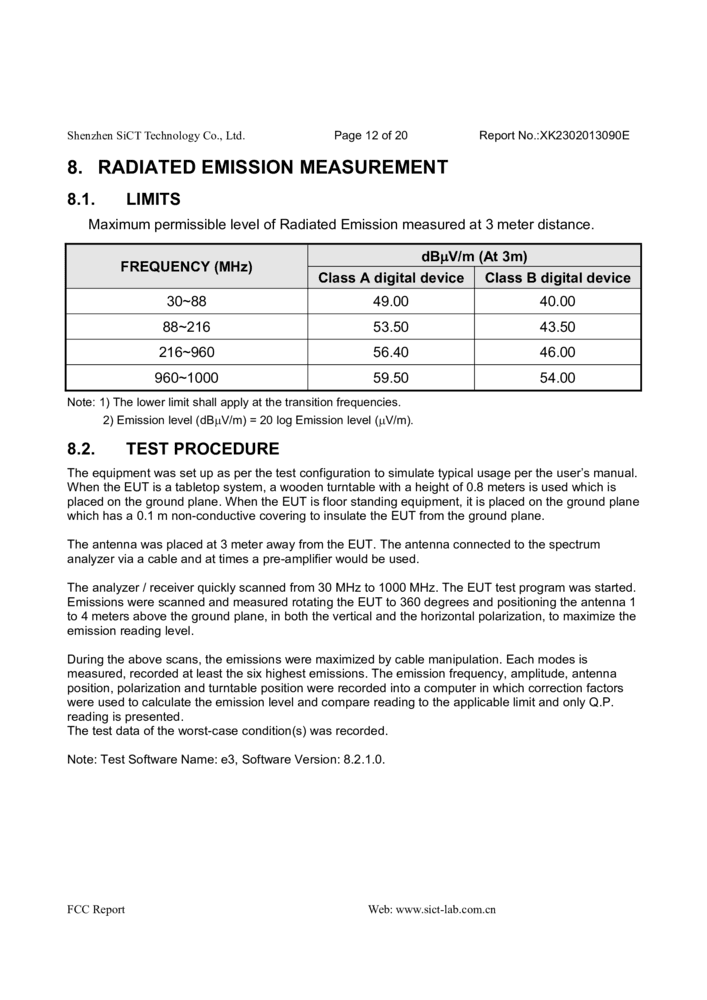 Shenzhen SiCT Technology Co., Ltd. Page 12 of 20 Report No.:XK2302013090E
8. RADIATED EMISSION MEASUREMENT
8.1. LIMITS
Maximum permissible level of Radiated Emission measured at 3 meter distance.
FREQUENCY (MHz) dBμV/m (At 3m)
Class A digital device Class B digital device
30~88 49.00 40.00
88~216 53.50 43.50
216~960 56.40 46.00
960~1000 59.50 54.00
Note: 1) The lower limit shall apply at the transition frequencies.
2) Emission level (dBμV/m) = 20 log Emission level (μV/m).
8.2. TEST PROCEDURE
The equipment was set up as per the test configuration to simulate typical usage per the user’s manual.
When the EUT is a tabletop system, a wooden turntable with a height of 0.8 meters is used which is
placed on the ground plane. When the EUT is floor standing equipment, it is placed on the ground plane
which has a 0.1 m non-conductive covering to insulate the EUT from the ground plane.
The antenna was placed at 3 meter away from the EUT. The antenna connected to the spectrum
analyzer via a cable and at times a pre-amplifier would be used.
The analyzer / receiver quickly scanned from 30 MHz to 1000 MHz. The EUT test program was started.
Emissions were scanned and measured rotating the EUT to 360 degrees and positioning the antenna 1
to 4 meters above the ground plane, in both the vertical and the horizontal polarization, to maximize the
emission reading level.
During the above scans, the emissions were maximized by cable manipulation. Each modes is
measured, recorded at least the six highest emissions. The emission frequency, amplitude, antenna
position, polarization and turntable position were recorded into a computer in which correction factors
were used to calculate the emission level and compare reading to the applicable limit and only Q.P.
reading is presented.
The test data of the worst-case condition(s) was recorded.
Note: Test Software Name: e3, Software Version: 8.2.1.0.
FCC Report Web: www.sict-lab.com.cn